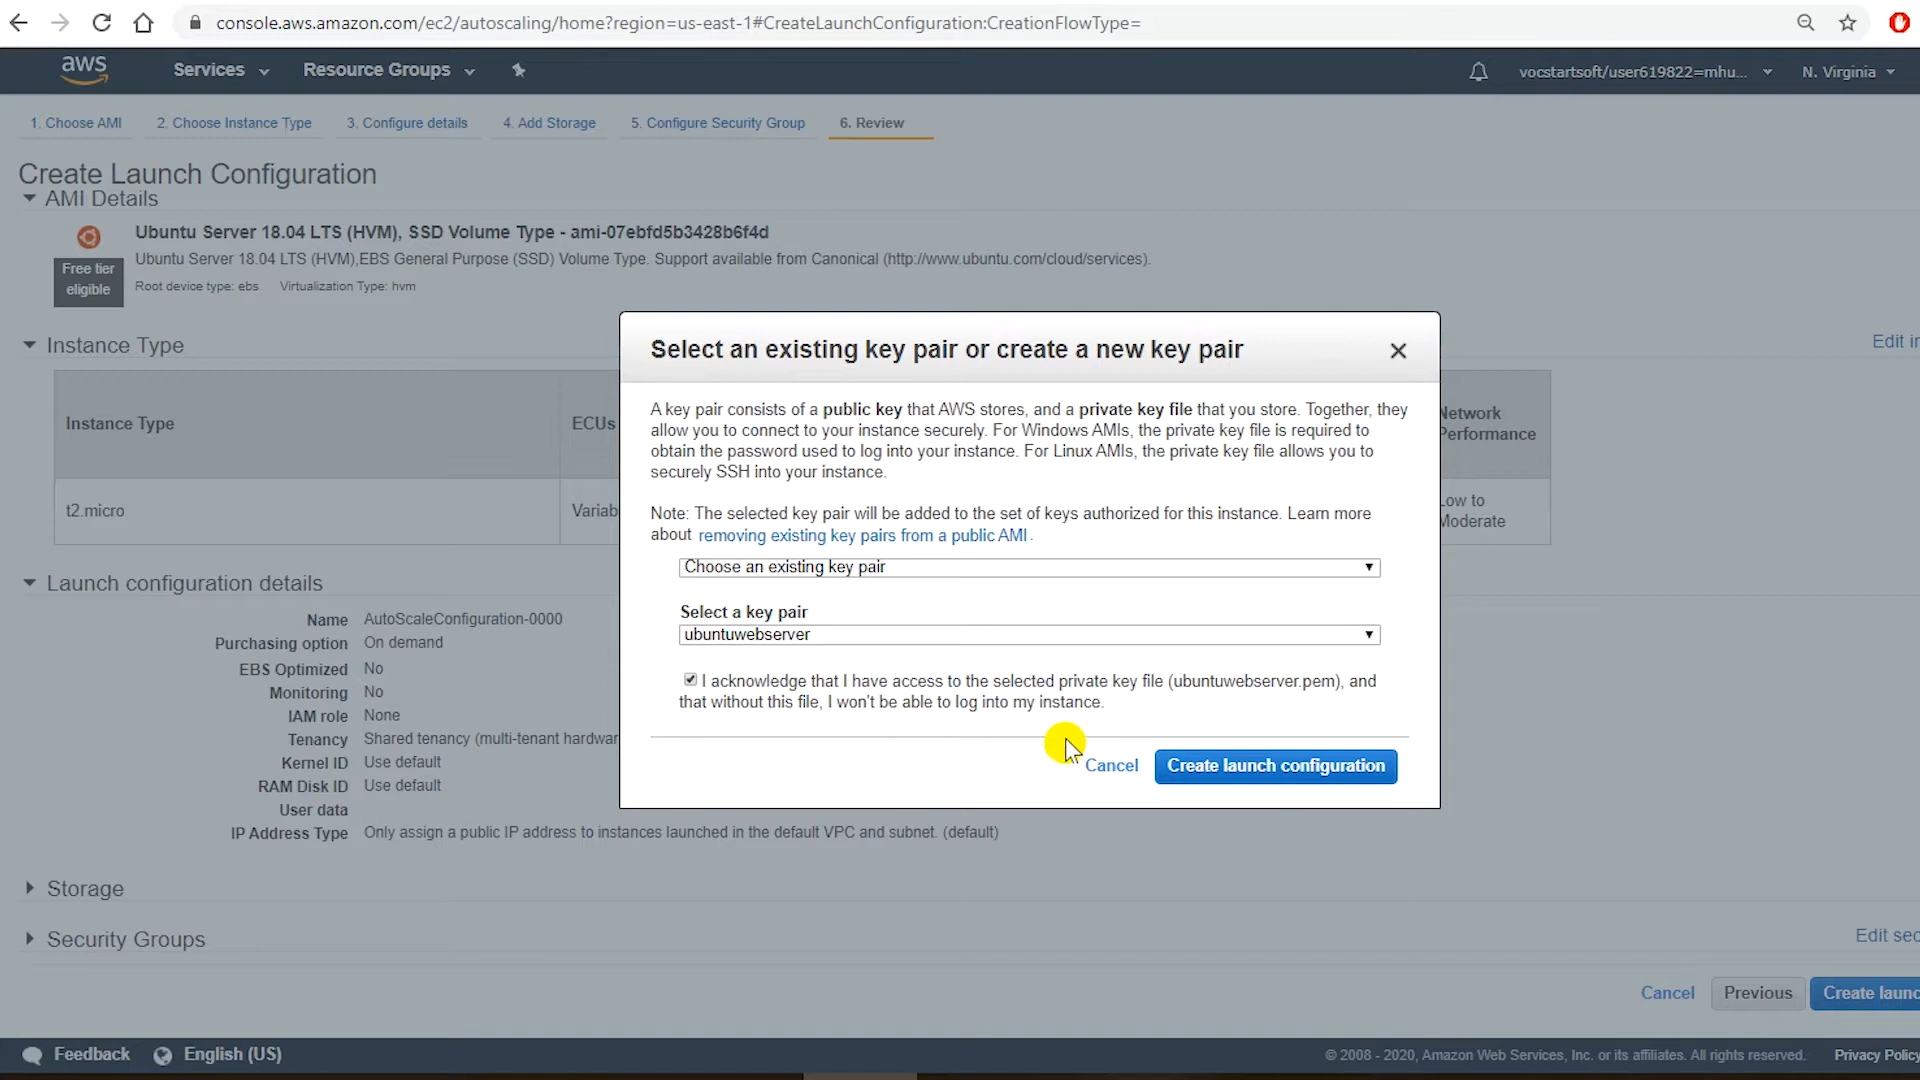 console.aws.amazon.com/ec2/autoscaling/home?region=us-east-1#CreateLaunchConfiguration:CreationFlowType=
aws
Services
Resource Groups
vocstartsoft/user619822=mhu...
N. Virginia
1. Choose AMI
2. Choose Instance Type
3. Configure details
4. Add Storage
5. Configure Security Group
6. Review
Create Launch Configuration
AMI Details
Ubuntu Server 18.04 LTS (HVM), SSD Volume Type - ami-07ebfd5b3428b6f4d
Free tier
eligible
Ubuntu Server 18.04 LTS (HVM),EBS General Purpose (SSD) Volume Type. Support available from Canonical (http://www.ubuntu.com/cloud/services).
Root device type: ebs Virtualization Type: hvm
Instance Type
Edit in
Instance Type
ECUs
Network
Performance
t2.micro
Variab
Low to
Moderate
Select an existing key pair or create a new key pair
A key pair consists of a public key that AWS stores, and a private key file that you store. Together, they
allow you to connect to your instance securely. For Windows AMIs, the private key file is required to
obtain the password used to log into your instance. For Linux AMIs, the private key file allows you to
securely SSH into your instance.
Note: The selected key pair will be added to the set of keys authorized for this instance. Learn more
about removing existing key pairs from a public AMI.
Choose an existing key pair
Select a key pair
ubuntuwebserver
I acknowledge that I have access to the selected private key file (ubuntuwebserver.pem), and
that without this file, I won't be able to log into my instance.
Cancel
Create launch configuration
Launch configuration details
Name AutoScaleConfiguration-0000
Purchasing option On demand
EBS Optimized No
Monitoring No
IAM role None
Tenancy Shared tenancy (multi-tenant hardwar
Kernel ID Use default
RAM Disk ID Use default
User data
IP Address Type Only assign a public IP address to instances launched in the default VPC and subnet. (default)
Storage
Security Groups
Edit sec
Cancel
Previous
Create launc
Feedback
English (US)
© 2008 - 2020, Amazon Web Services, Inc. or its affiliates. All rights reserved.
Privacy Policy